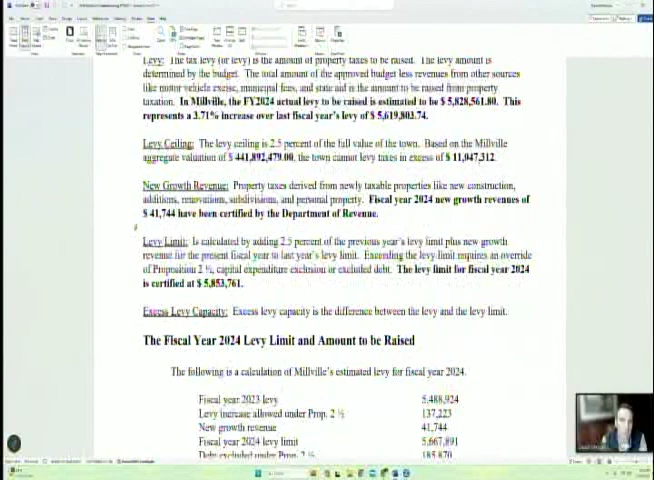 Levy: The tax levy (or levy) is the amount of property taxes to be raised. The levy amount is
determined by the budget. The total amount of the approved budget less revenues from other sources
like motor vehicle excise, municipal fees, and state aid is the amount to be raised from property
taxation. In Millville, the FY2024 actual levy to be raised is estimated to be $ 5,828,561.80. This
represents a 3.71% increase over last fiscal year's levy of $ 5,619,803.74.
Levy Ceiling: The levy ceiling is 2.5 percent of the full value of the town. Based on the Millville
aggregate valuation of $ 441,892,479.00, the town cannot levy taxes in excess of $ 11,047,312.
New Growth Revenue: Property taxes derived from newly taxable properties like new construction,
additions, renovations, subdivisions, and personal property. Fiscal year 2024 new growth revenues of
$ 41,744 have been certified by the Department of Revenue.
Levy Limit: Is calculated by adding 2.5 percent of the previous year's levy limit plus new growth
revenue for the present fiscal year to last year's levy limit. Exceeding the levy limit requires an override
of Proposition 2 ½, capital expenditure exclusion or excluded debt. The levy limit for fiscal year 2024
is certified at $ 5,853,761.
Excess Levy Capacity: Excess levy capacity is the difference between the levy and the levy limit.
The Fiscal Year 2024 Levy Limit and Amount to be Raised
The following is a calculation of Millville's estimated levy for fiscal year 2024.
Fiscal year 2023 levy 5,488,924
Levy increase allowed under Prop. 2 ½ 137,223
New growth revenue 41,744
Fiscal year 2024 levy limit 5,667,891
Debt excluded under Prop. 2 ½ 185,870